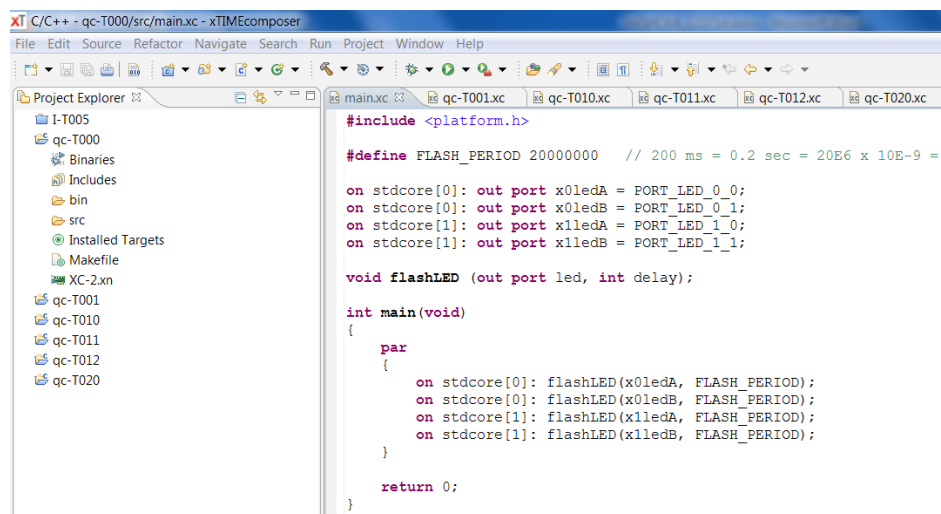 C/C++ - qc-T000/src/main.xc - xTIMEcomposer
File Edit Source Refactor Navigate Search Run Project Window Help
Project Explorer
I-T005
qc-T000
Binaries
Includes
bin
src
Installed Targets
Makefile
XC-2.xn
qc-T001
qc-T010
qc-T011
qc-T012
qc-T020
main.xc qc-T001.xc qc-T010.xc qc-T011.xc qc-T012.xc qc-T020.xc
#include <platform.h>
#define FLASH_PERIOD 20000000 // 200 ms = 0.2 sec = 20E6 x 10E-9 =
on stdcore[0]: out port x0ledA = PORT_LED_0_0;
on stdcore[0]: out port x0ledB = PORT_LED_0_1;
on stdcore[1]: out port x1ledA = PORT_LED_1_0;
on stdcore[1]: out port x1ledB = PORT_LED_1_1;
void flashLED (out port led, int delay);
int main(void)
{
par
{
on stdcore[0]: flashLED(x0ledA, FLASH_PERIOD);
on stdcore[0]: flashLED(x0ledB, FLASH_PERIOD);
on stdcore[1]: flashLED(x1ledA, FLASH_PERIOD);
on stdcore[1]: flashLED(x1ledB, FLASH_PERIOD);
}
return 0;
}